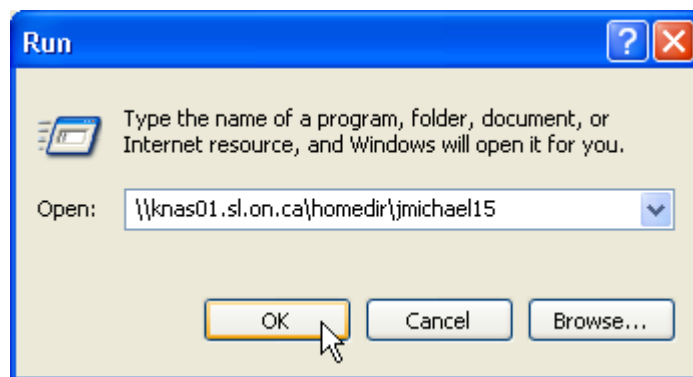 Run
Type the name of a program, folder, document, or
Internet resource, and Windows will open it for you.
Open: \\knas01.sl.on.ca\homedir\jmichael15
OK Cancel Browse...